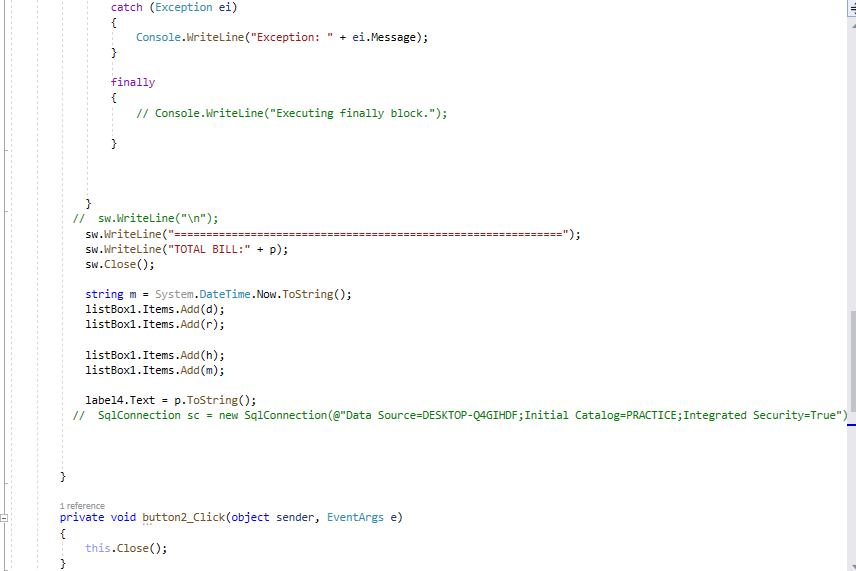 catch (Exception ei)
{
Console.WriteLine("Exception: " + ei.Message);
}
finally
{
// Console.WriteLine("Executing finally block.");
}
}
// sw.WriteLine("\n");
sw.WriteLine("=============================================================");
sw.WriteLine("TOTAL BILL:" + p);
sw.Close();
string m = System.DateTime.Now.ToString();
listBox1.Items.Add(d);
listBox1.Items.Add(r);
listBox1.Items.Add(h);
listBox1.Items.Add(m);
label4.Text = p.ToString();
// SqlConnection sc = new SqlConnection(@"Data Source=DESKTOP-Q4GIHDF;Initial Catalog=PRACTICE;Integrated Security=True")
}
1 reference
private void button2_Click(object sender, EventArgs e)
{
this.Close();
}